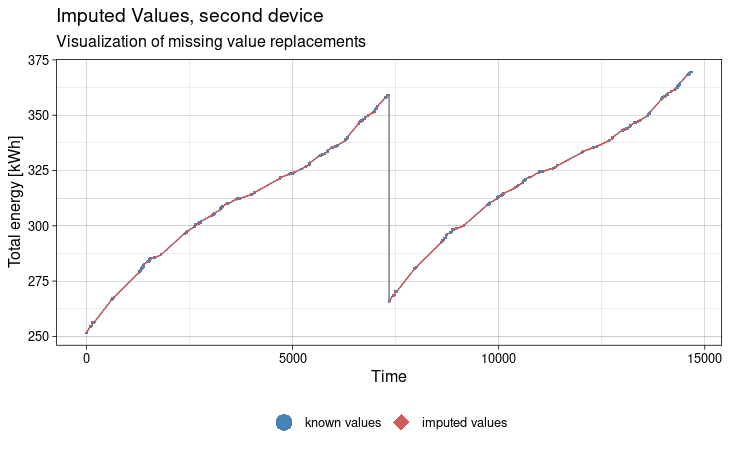 Imputed Values, second device
Visualization of missing value replacements
Total energy [kWh]
375
350
325
300
275
250
0 5000 10000 15000
Time
known values imputed values